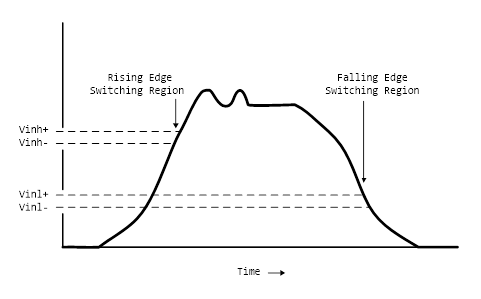 Rising Edge
Switching Region
Falling Edge
Switching Region
Vinh+
Vinh-
Vinl+
Vinl-
Time